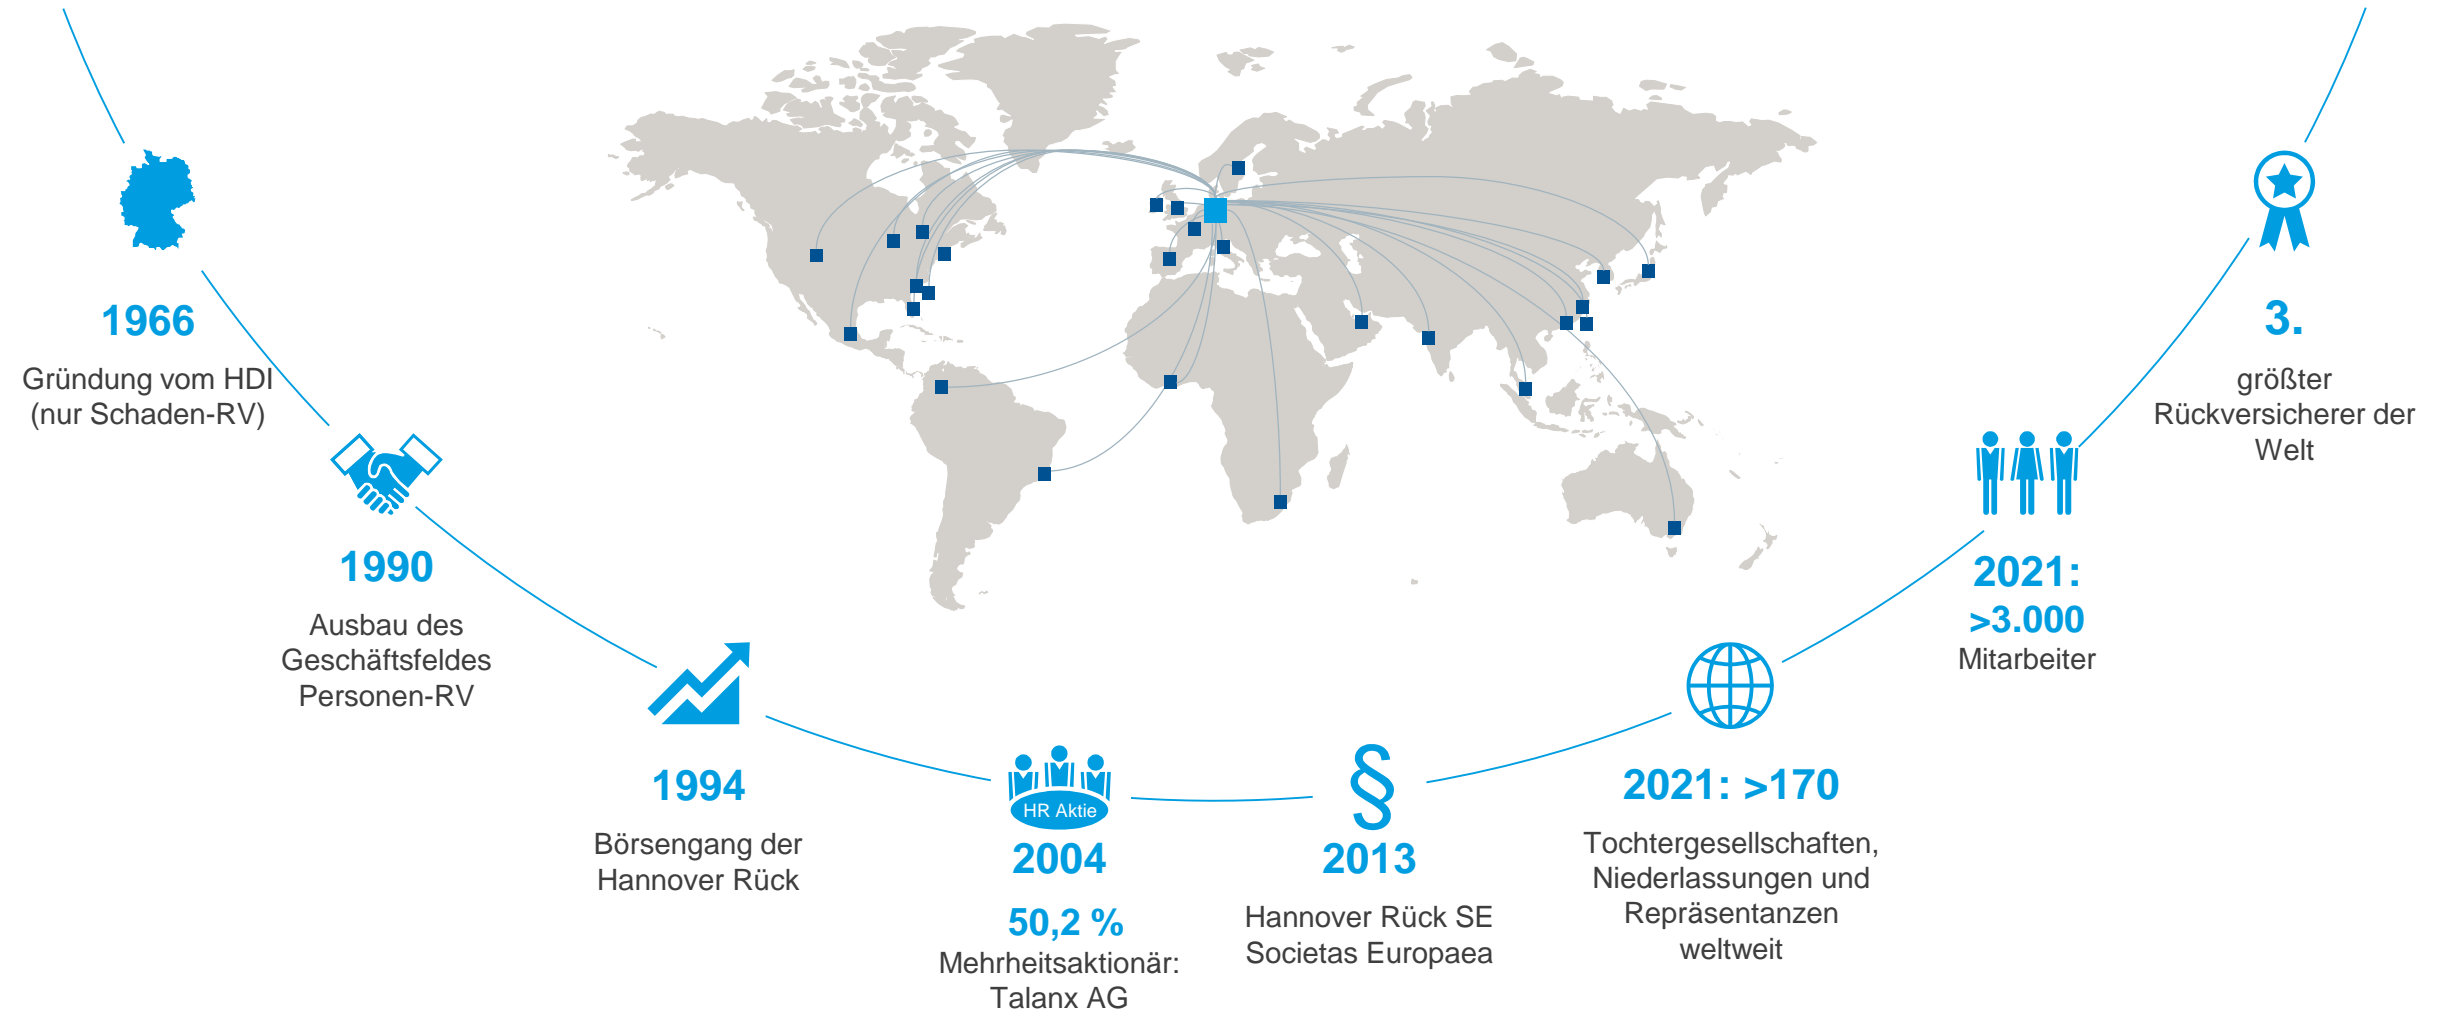 1966
Gründung vom HDI
(nur Schaden-RV)
1990
Ausbau des
Geschäftsfeldes
Personen-RV
1994
Börsengang der
Hannover Rück
HR Aktie
2004
50,2 %
Mehrheitsaktionär:
Talanx AG
§
2013
Hannover Rück SE
Societas Europaea
2021: >170
Tochtergesellschaften,
Niederlassungen und
Repräsentanzen
weltweit
2021:
>3.000
Mitarbeiter
3.
größter
Rückversicherer der
Welt